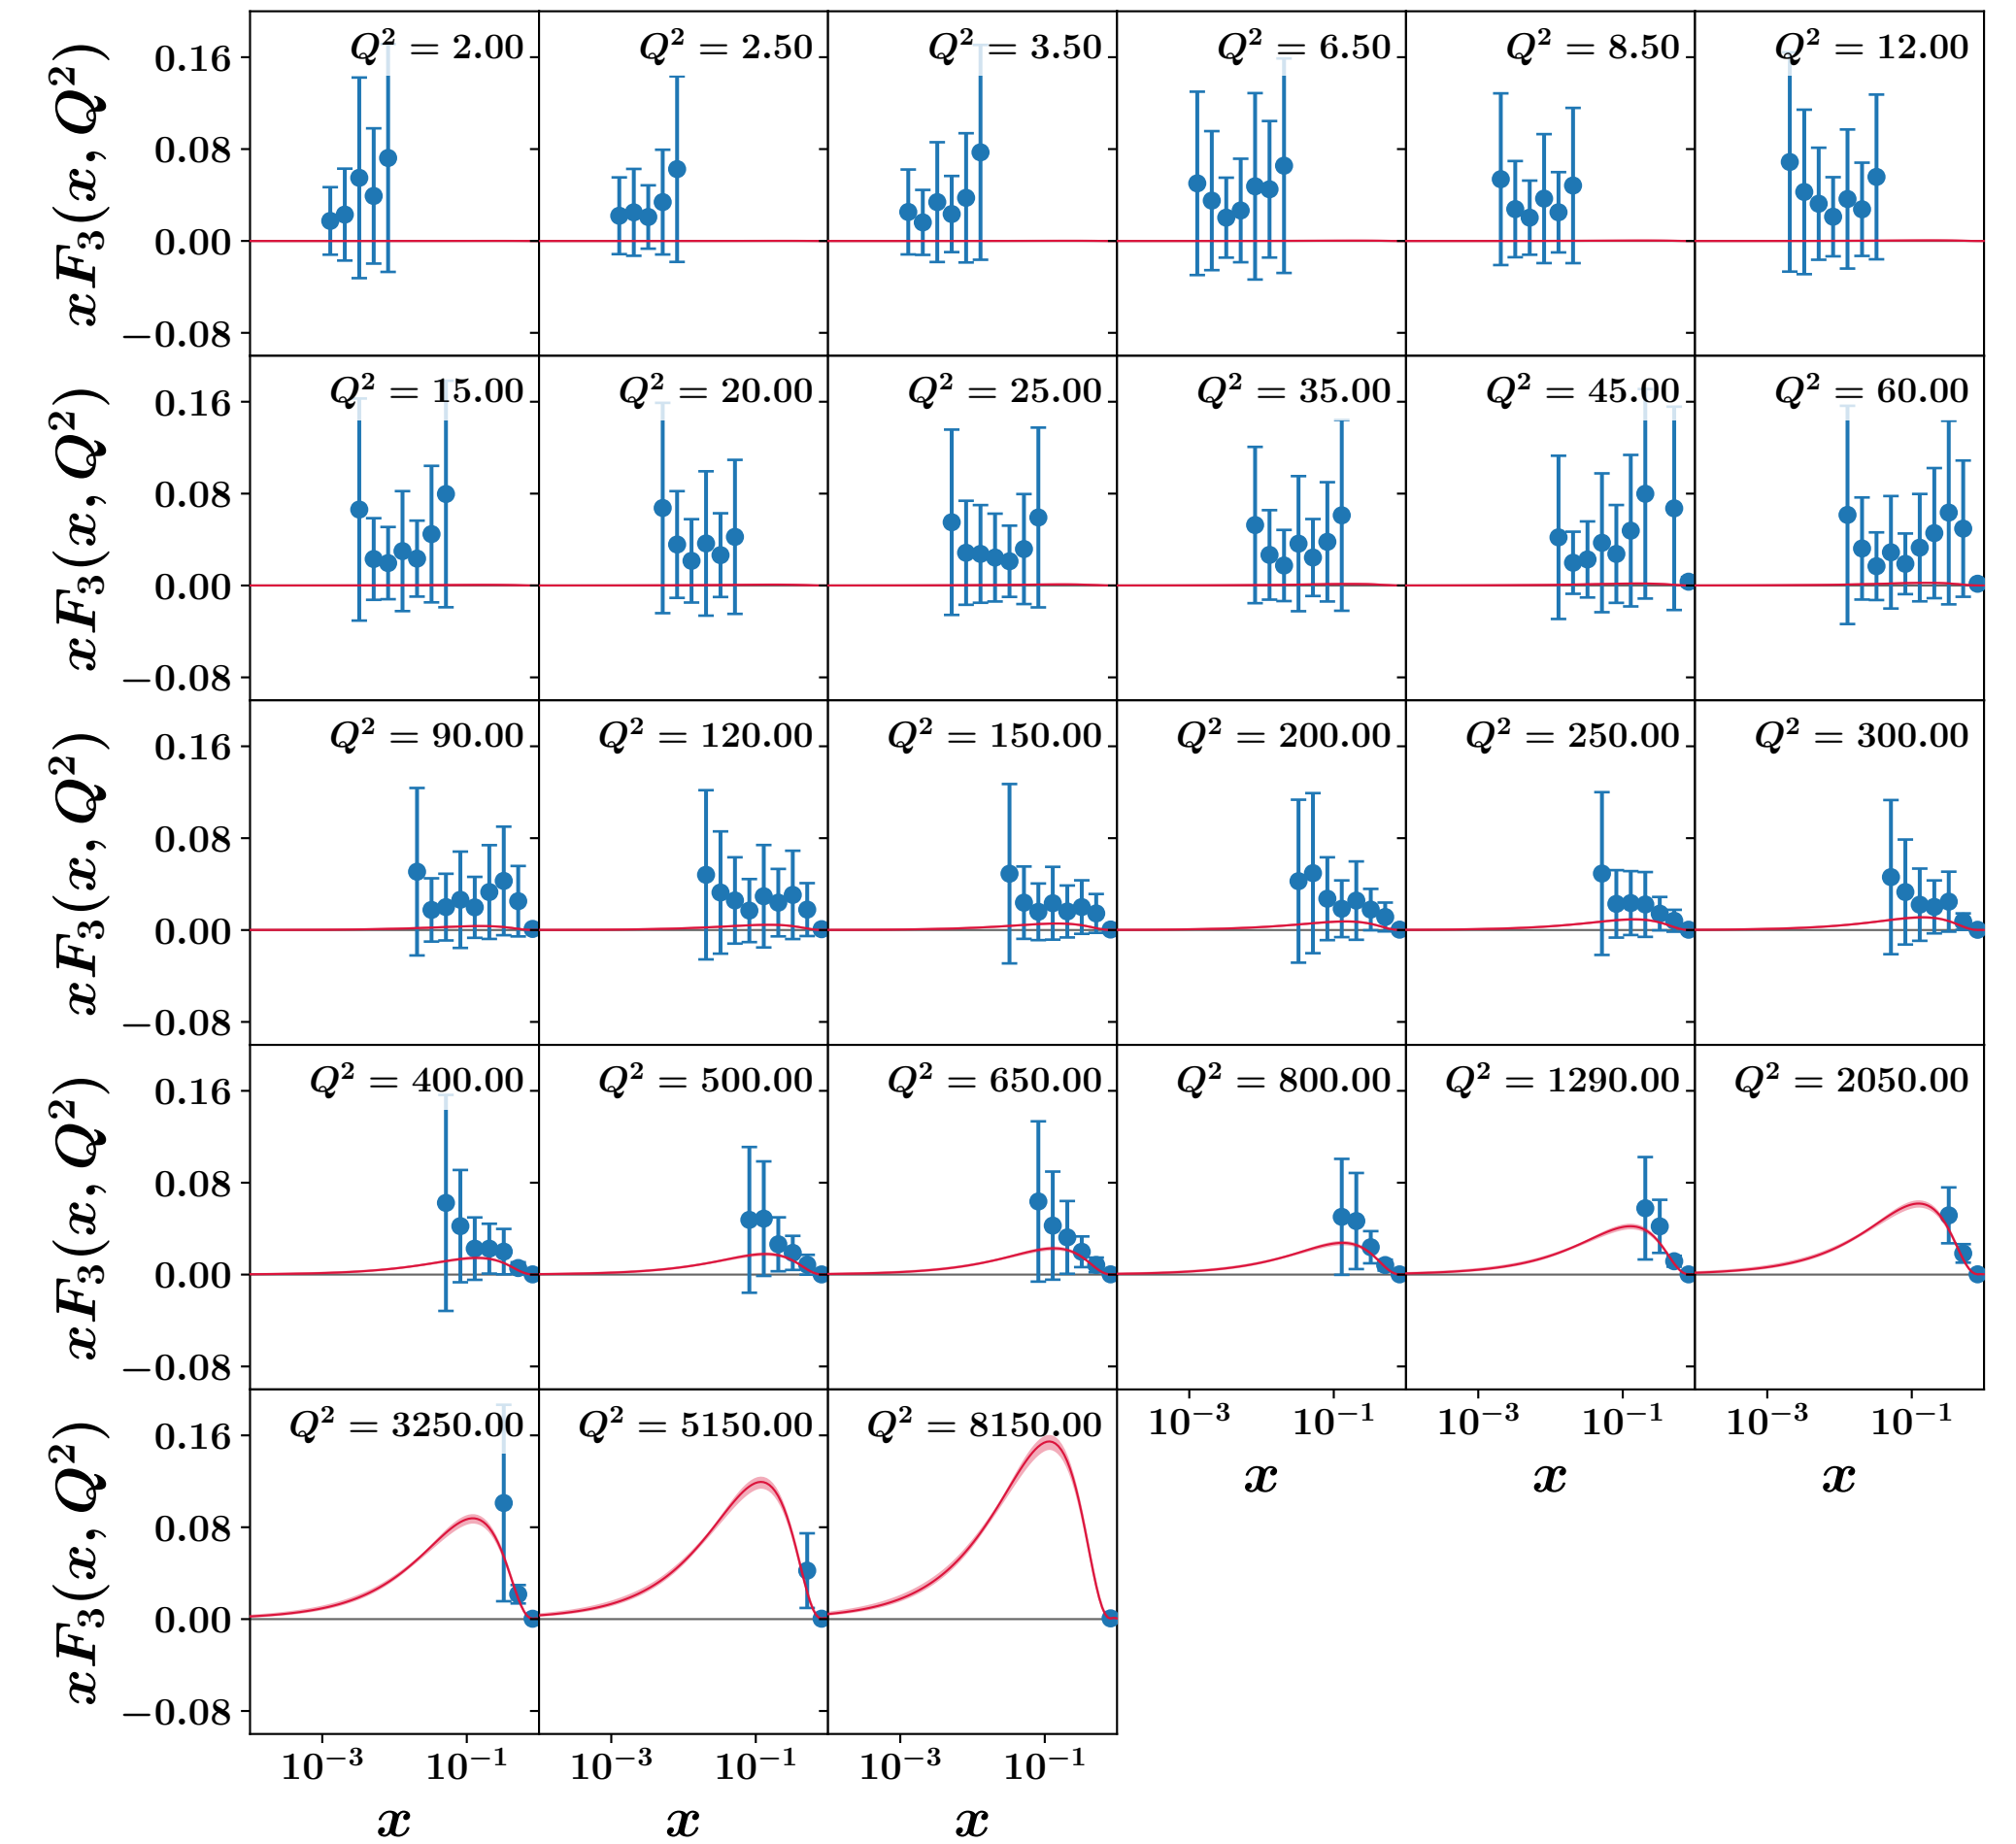 xF₃(x, Q²)
0.16
0.08
0.00
−0.08
Q² = 2.00
Q² = 2.50
Q² = 3.50
Q² = 6.50
Q² = 8.50
Q² = 12.00
xF₃(x, Q²)
0.16
0.08
0.00
−0.08
Q² = 15.00
Q² = 20.00
Q² = 25.00
Q² = 35.00
Q² = 45.00
Q² = 60.00
xF₃(x, Q²)
0.16
0.08
0.00
−0.08
Q² = 90.00
Q² = 120.00
Q² = 150.00
Q² = 200.00
Q² = 250.00
Q² = 300.00
xF₃(x, Q²)
0.16
0.08
0.00
−0.08
Q² = 400.00
Q² = 500.00
Q² = 650.00
Q² = 800.00
Q² = 1290.00
Q² = 2050.00
10⁻³ 10⁻¹
x
10⁻³ 10⁻¹
x
10⁻³ 10⁻¹
x
xF₃(x, Q²)
0.16
0.08
0.00
−0.08
Q² = 3250.00
Q² = 5150.00
Q² = 8150.00
10⁻³ 10⁻¹
x
10⁻³ 10⁻¹
x
10⁻³ 10⁻¹
x